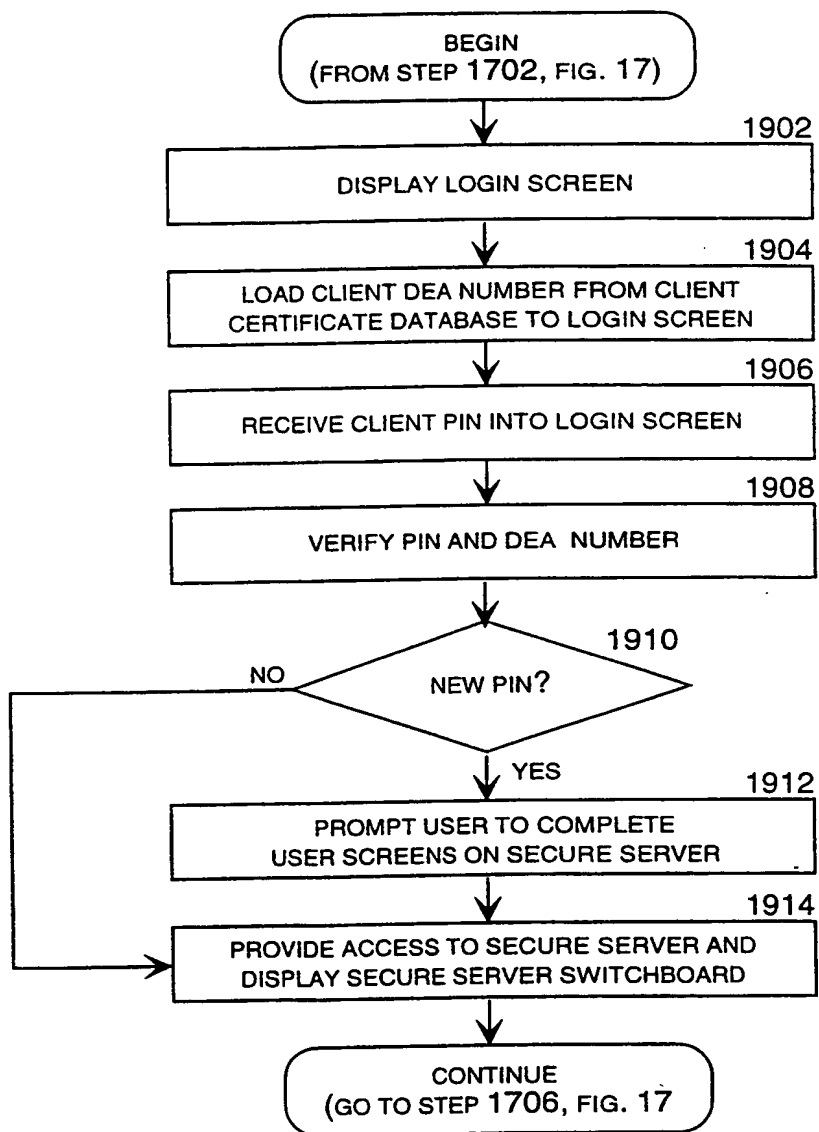 BEGIN
(FROM STEP 1702, FIG. 17)
1902
DISPLAY LOGIN SCREEN
1904
LOAD CLIENT DEA NUMBER FROM CLIENT
CERTIFICATE DATABASE TO LOGIN SCREEN
1906
RECEIVE CLIENT PIN INTO LOGIN SCREEN
1908
VERIFY PIN AND DEA NUMBER
1910
NO
NEW PIN?
YES
1912
PROMPT USER TO COMPLETE
USER SCREENS ON SECURE SERVER
1914
PROVIDE ACCESS TO SECURE SERVER AND
DISPLAY SECURE SERVER SWITCHBOARD
CONTINUE
(GO TO STEP 1706, FIG. 17